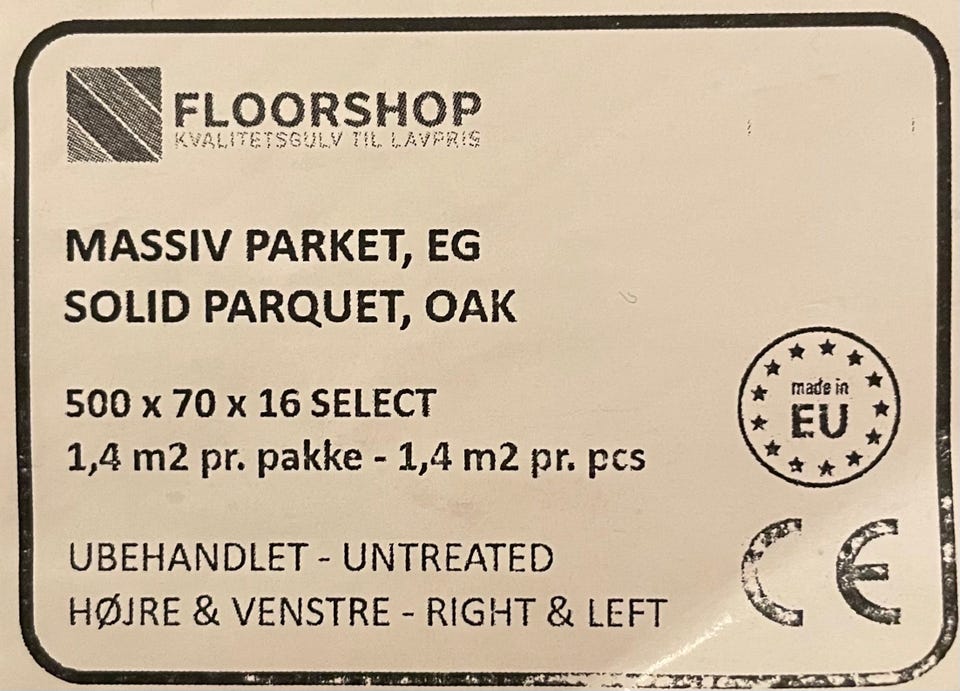 FLOORSHOP
KVALITETSGULV TIL LAVPRIS
MASSIV PARKET, EG
SOLID PARQUET, OAK
500 x 70 x 16 SELECT
1,4 m2 pr. pakke - 1,4 m2 pr. pcs
made in
EU
UBEHANDLET - UNTREATED
HØJRE & VENSTRE - RIGHT & LEFT
CE